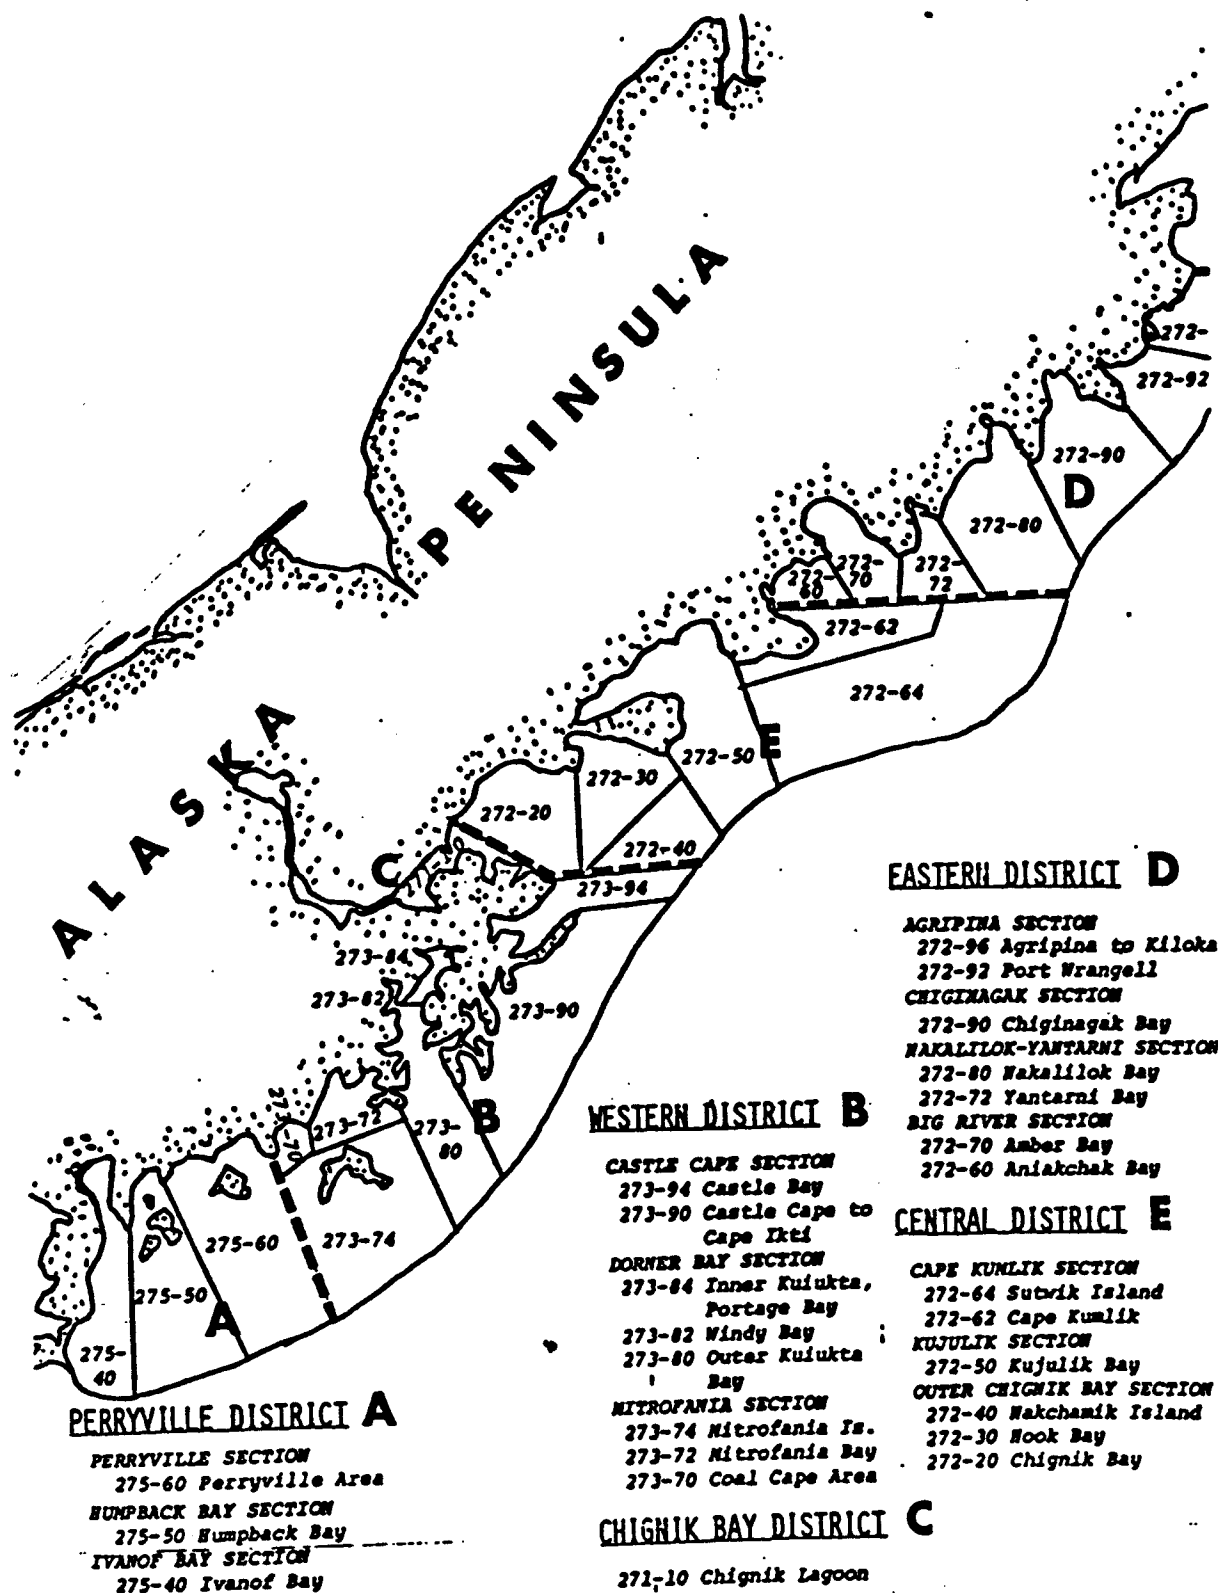 ALASKA
PENINSULA
272-
272-92
272-90
D
272-80
272-
72
272-
70
272-
60
272-62
272-64
E
272-50
272-30
272-20
272-40
C
273-94
273-84
273-82
273-90
B
273-72
273-
80
27
-70
275-60
273-74
275-50
A
275-
40
PERRYVILLE DISTRICT A
PERRYVILLE SECTION
275-60 Perryville Area
HUMPBACK BAY SECTION
275-50 Humpback Bay
IVANOF BAY SECTION
275-40 Ivanof Bay
WESTERN DISTRICT B
CASTLE CAPE SECTION
273-94 Castle Bay
273-90 Castle Cape to
Cape Ikti
DORNER BAY SECTION
273-84 Inner Kuiukta,
Portage Bay
273-82 Windy Bay
273-80 Outer Kuiukta
Bay
MITROFANIA SECTION
273-74 Mitrofania Is.
273-72 Mitrofania Bay
273-70 Coal Cape Area
CHIGNIK BAY DISTRICT C
271-10 Chignik Lagoon
EASTERN DISTRICT D
AGRIPINA SECTION
272-96 Agripina to Kiloka
272-92 Port Wrangell
CHIGINAGAK SECTION
272-90 Chiginagak Bay
NAKALILOK-YANTARNI SECTION
272-80 Nakalilok Bay
272-72 Yantarni Bay
BIG RIVER SECTION
272-70 Amber Bay
272-60 Aniakchak Bay
CENTRAL DISTRICT E
CAPE KUMLIK SECTION
272-64 Sutwik Island
272-62 Cape Kumlik
KUJULIK SECTION
272-50 Kujulik Bay
OUTER CHIGNIK BAY SECTION
272-40 Nakchamik Island
272-30 Hook Bay
272-20 Chignik Bay